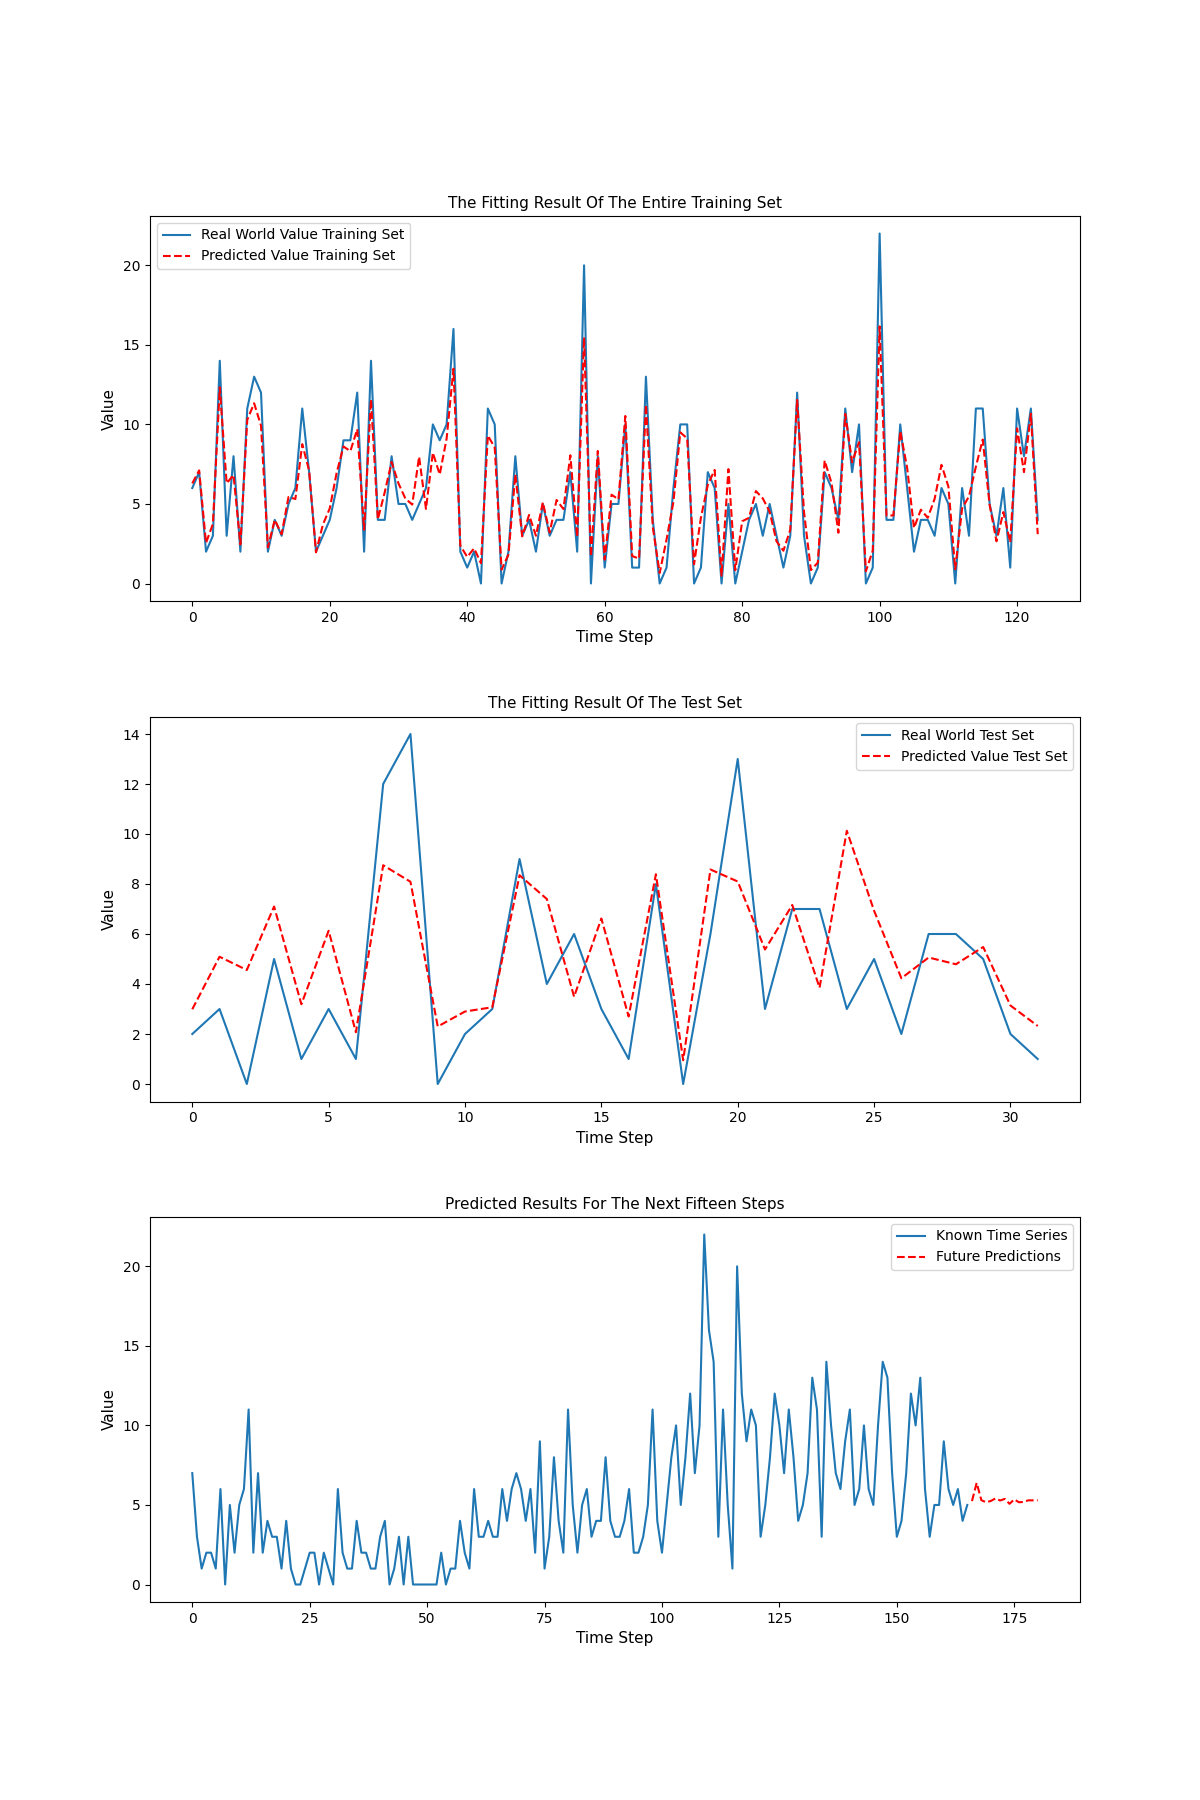 The Fitting Result Of The Entire Training Set
Real World Value Training Set
Predicted Value Training Set
Value
20
15
10
5
0
0 20 40 60 80 100 120
Time Step
The Fitting Result Of The Test Set
Real World Test Set
Predicted Value Test Set
Value
14
12
10
8
6
4
2
0
0 5 10 15 20 25 30
Time Step
Predicted Results For The Next Fifteen Steps
Known Time Series
Future Predictions
Value
20
15
10
5
0
0 25 50 75 100 125 150 175
Time Step